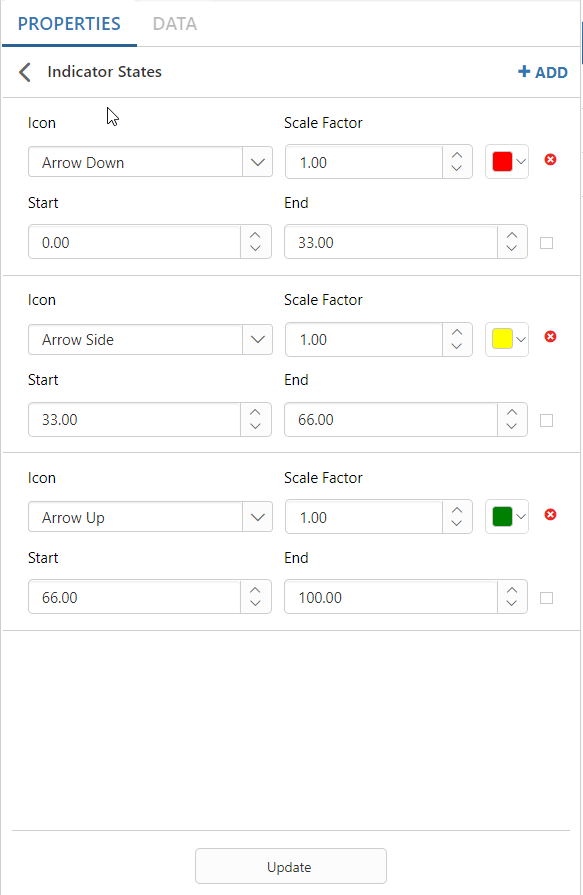 PROPERTIES DATA
Indicator States + ADD
Icon Scale Factor
Arrow Down 1.00
Start End
0.00 33.00
Icon Scale Factor
Arrow Side 1.00
Start End
33.00 66.00
Icon Scale Factor
Arrow Up 1.00
Start End
66.00 100.00
Update